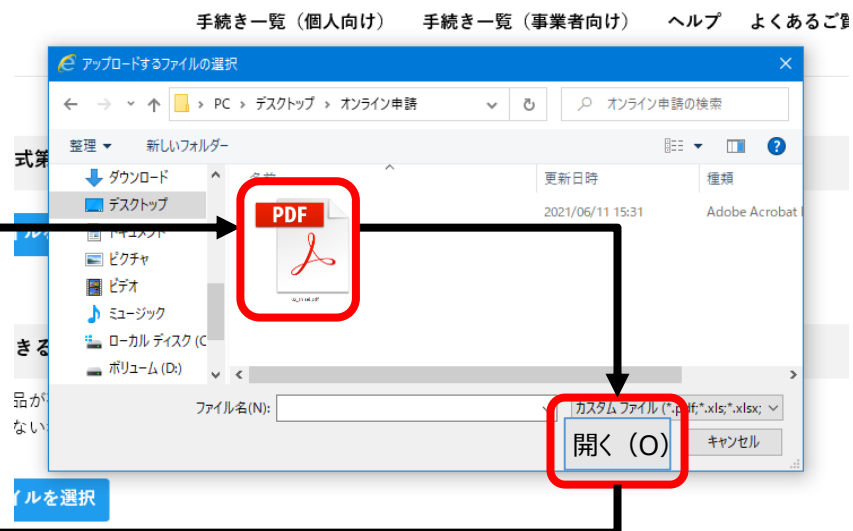 手続き一覧（個人向け） 手続き一覧（事業者向け） ヘルプ よくあるご質
アップロードするファイルの選択
PC › デスクトップ › オンライン申請
オンライン申請の検索
整理 新しいフォルダー
式第
名前 更新日時 種類
ダウンロード
デスクトップ
PDF
2021/06/11 15:31 Adobe Acrobat
ドキュメント
ピクチャ
ビデオ
ミュージック
きる
ローカル ディスク (C
ボリューム (D:)
品が
ない
ファイル名(N):
カスタム ファイル (*.pdf;*.xls;*.xlsx;
開く（O） キャンセル
イルを選択